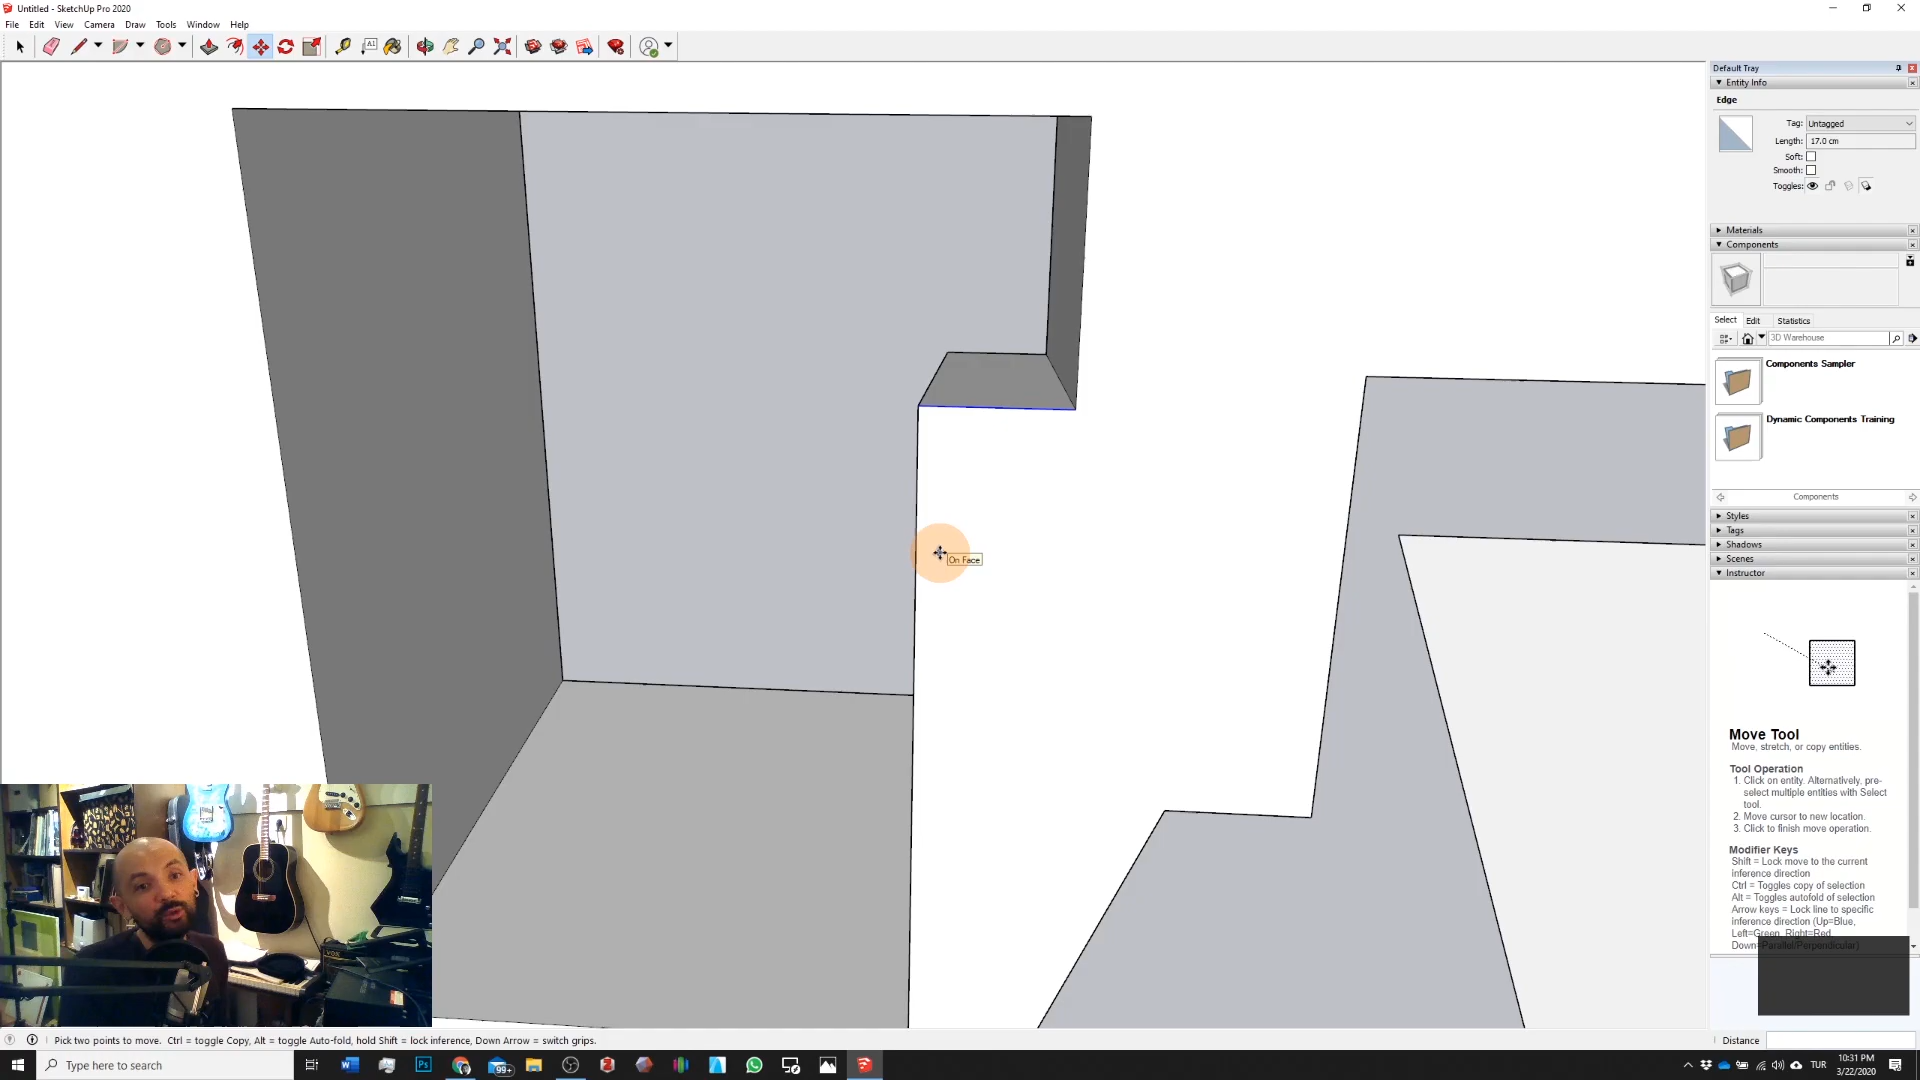 Untitled - SketchUp Pro 2020
File Edit View Camera Draw Tools Window Help
Default Tray
Entity Info
Edge
Tag: Untagged
Length: 17.0 cm
Soft:
Smooth:
Toggles:
Materials
Components
Select Edit Statistics
3D Warehouse
Components Sampler
Dynamic Components Training
Components
Styles
Tags
Shadows
Scenes
Instructor
On Face
Move Tool
Move, stretch, or copy entities.
Tool Operation
1. Click on entity. Alternatively, pre-
select multiple entities with Select
tool.
2. Move cursor to new location.
3. Click to finish move operation.
Modifier Keys
Shift = Lock move to the current
inference direction
Ctrl = Toggles copy of selection
Alt = Toggles autofold of selection
Arrow keys = Lock line to specific
inference direction (Up=Blue,
Left=Green, Right=Red,
Down=Parallel/Perpendicular)
VOX
Pick two points to move. Ctrl = toggle Copy, Alt = toggle Auto-fold, hold Shift = lock inference, Down Arrow = switch grips.
Distance
Type here to search
99+
TUR
10:31 PM
3/22/2020